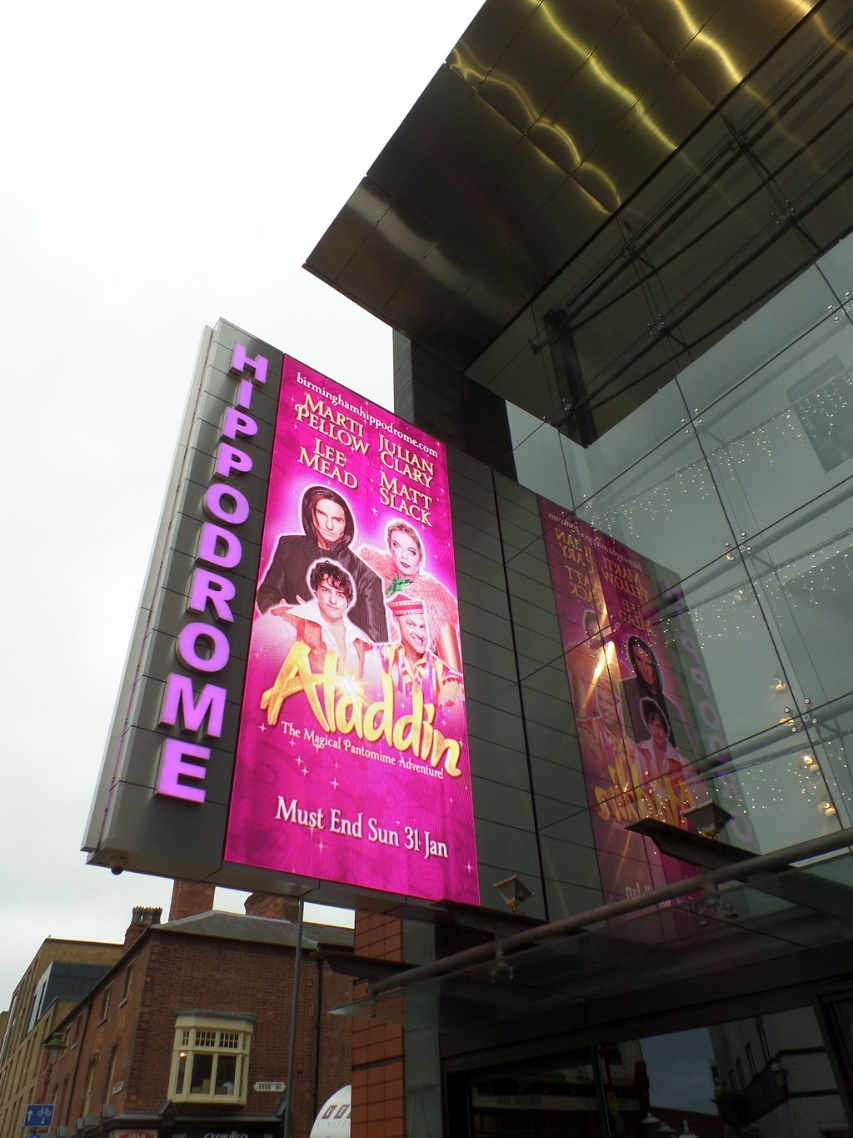 HIPPODROME
birminghamhippodrome.com
MARTI PELLOW
JULIAN CLARY
LEE MEAD
MATT SLACK
Aladdin
The Magical Pantomime Adventure!
Must End Sun 31 Jan